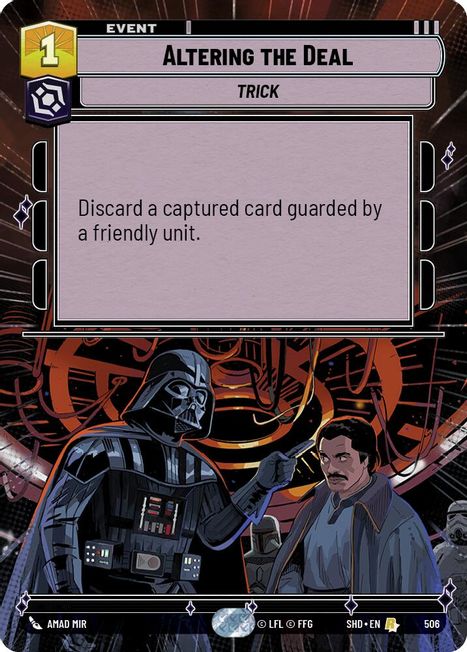 EVENT
1
ALTERING THE DEAL
TRICK
Discard a captured card guarded by
a friendly unit.
AMAD MIR
© LFL © FFG
SHD • EN
R
506